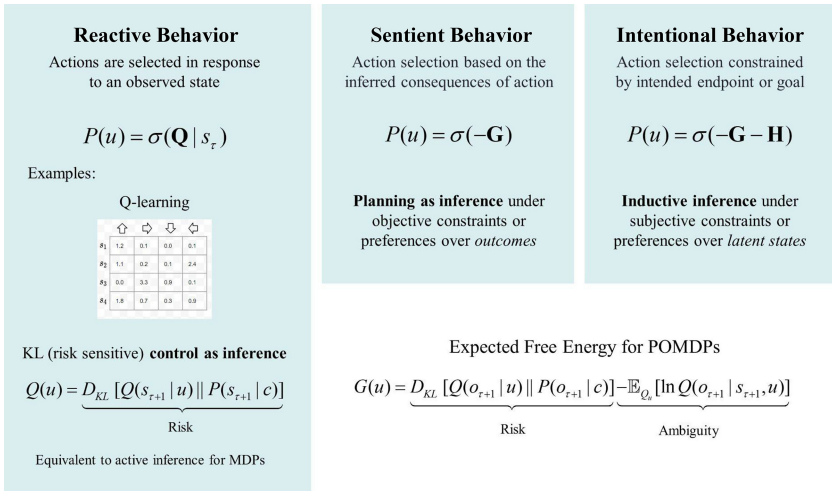 Reactive Behavior
Actions are selected in response
to an observed state
P(u) = σ(Q | s_τ)
Examples:
Q-learning
⇧ ⇨ ⇩ ⇦
s₁ 1.2 0.1 0.0 0.1
s₂ 1.1 0.2 0.1 2.4
s₃ 0.0 3.3 0.9 0.1
s₄ 1.8 0.7 0.3 0.9
KL (risk sensitive) control as inference
Q(u) = D_KL [Q(s_τ+1 | u) || P(s_τ+1 | c)]
Risk
Equivalent to active inference for MDPs
Sentient Behavior
Action selection based on the
inferred consequences of action
P(u) = σ(−G)
Planning as inference under
objective constraints or
preferences over outcomes
Intentional Behavior
Action selection constrained
by intended endpoint or goal
P(u) = σ(−G − H)
Inductive inference under
subjective constraints or
preferences over latent states
Expected Free Energy for POMDPs
G(u) = D_KL [Q(o_τ+1 | u) || P(o_τ+1 | c)] −𝔼_Q_u [ln Q(o_τ+1 | s_τ+1, u)]
Risk Ambiguity